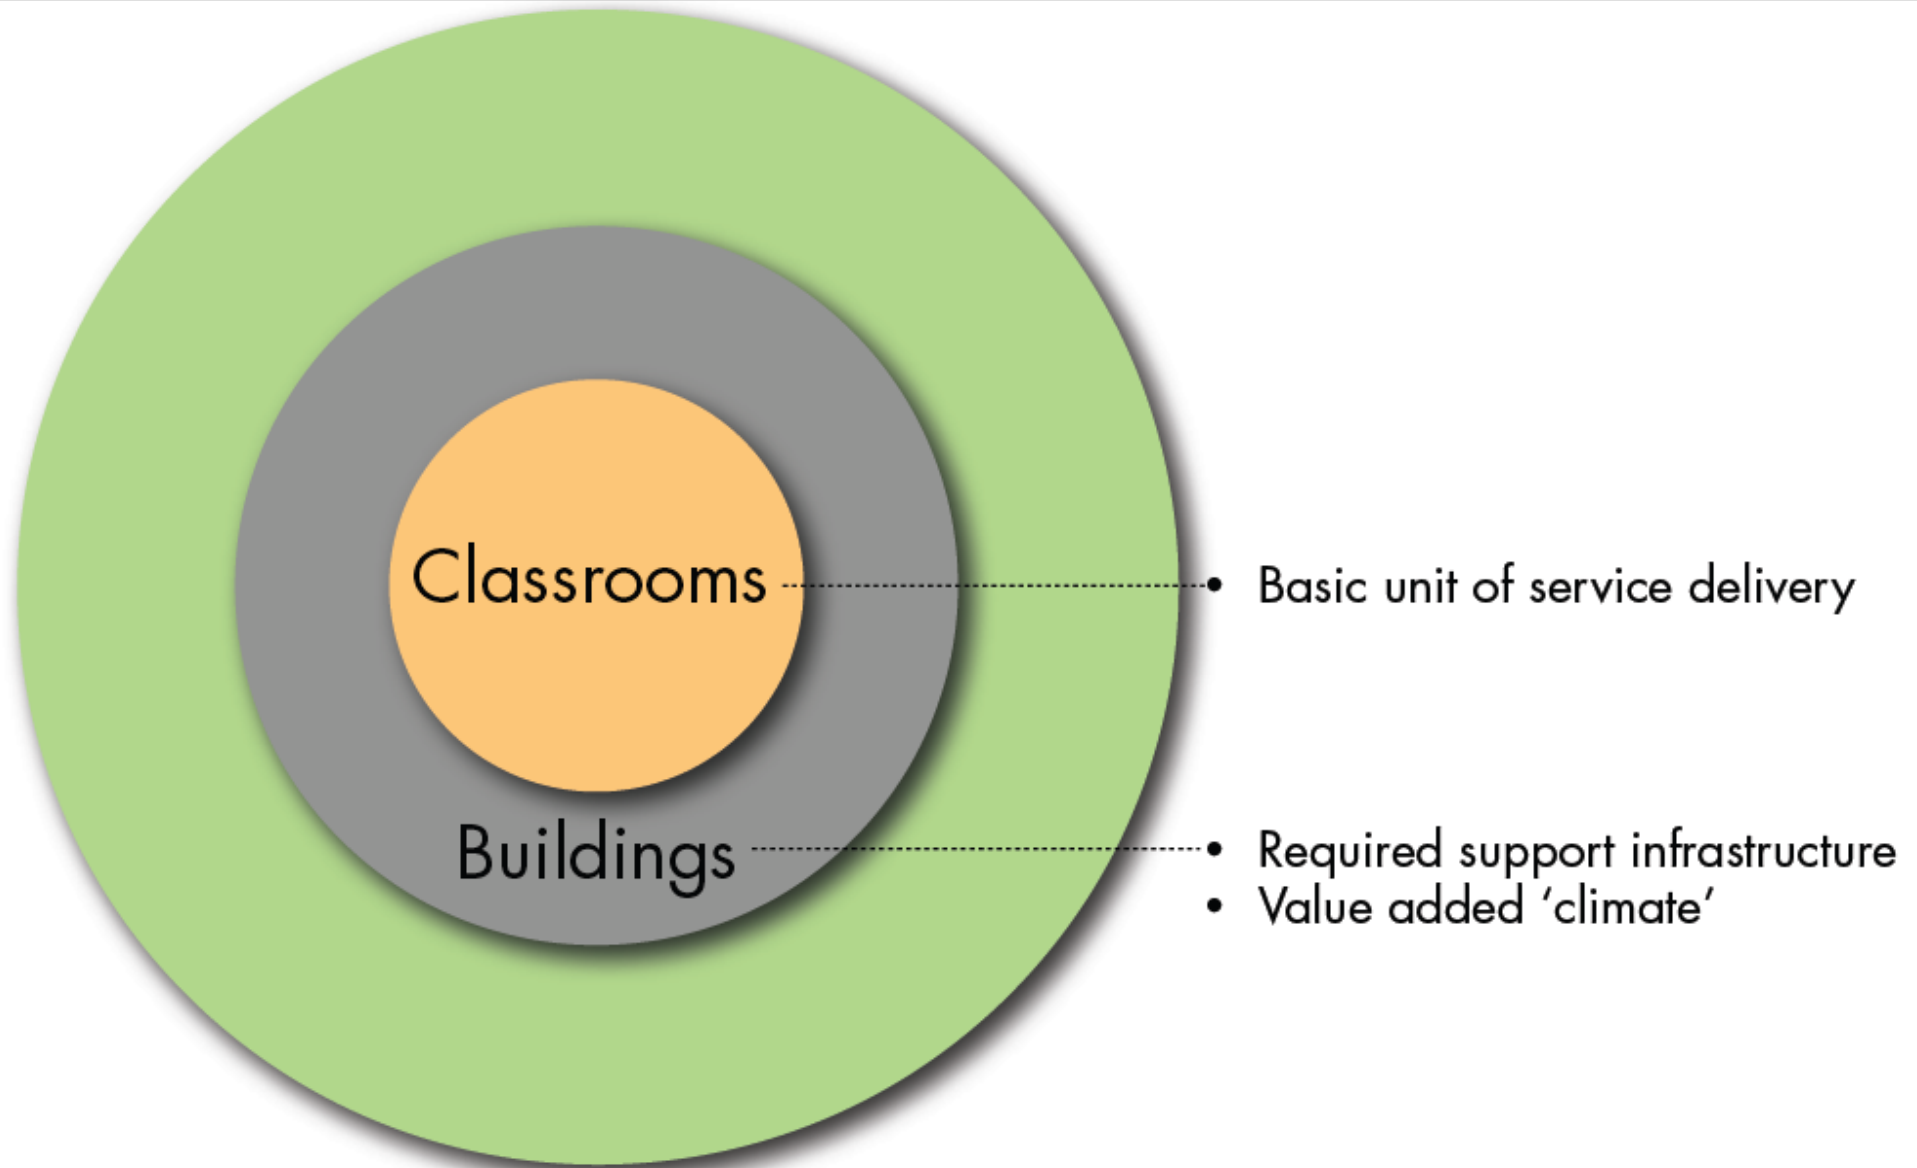 Classrooms
• Basic unit of service delivery
Buildings
• Required support infrastructure
• Value added ‘climate’